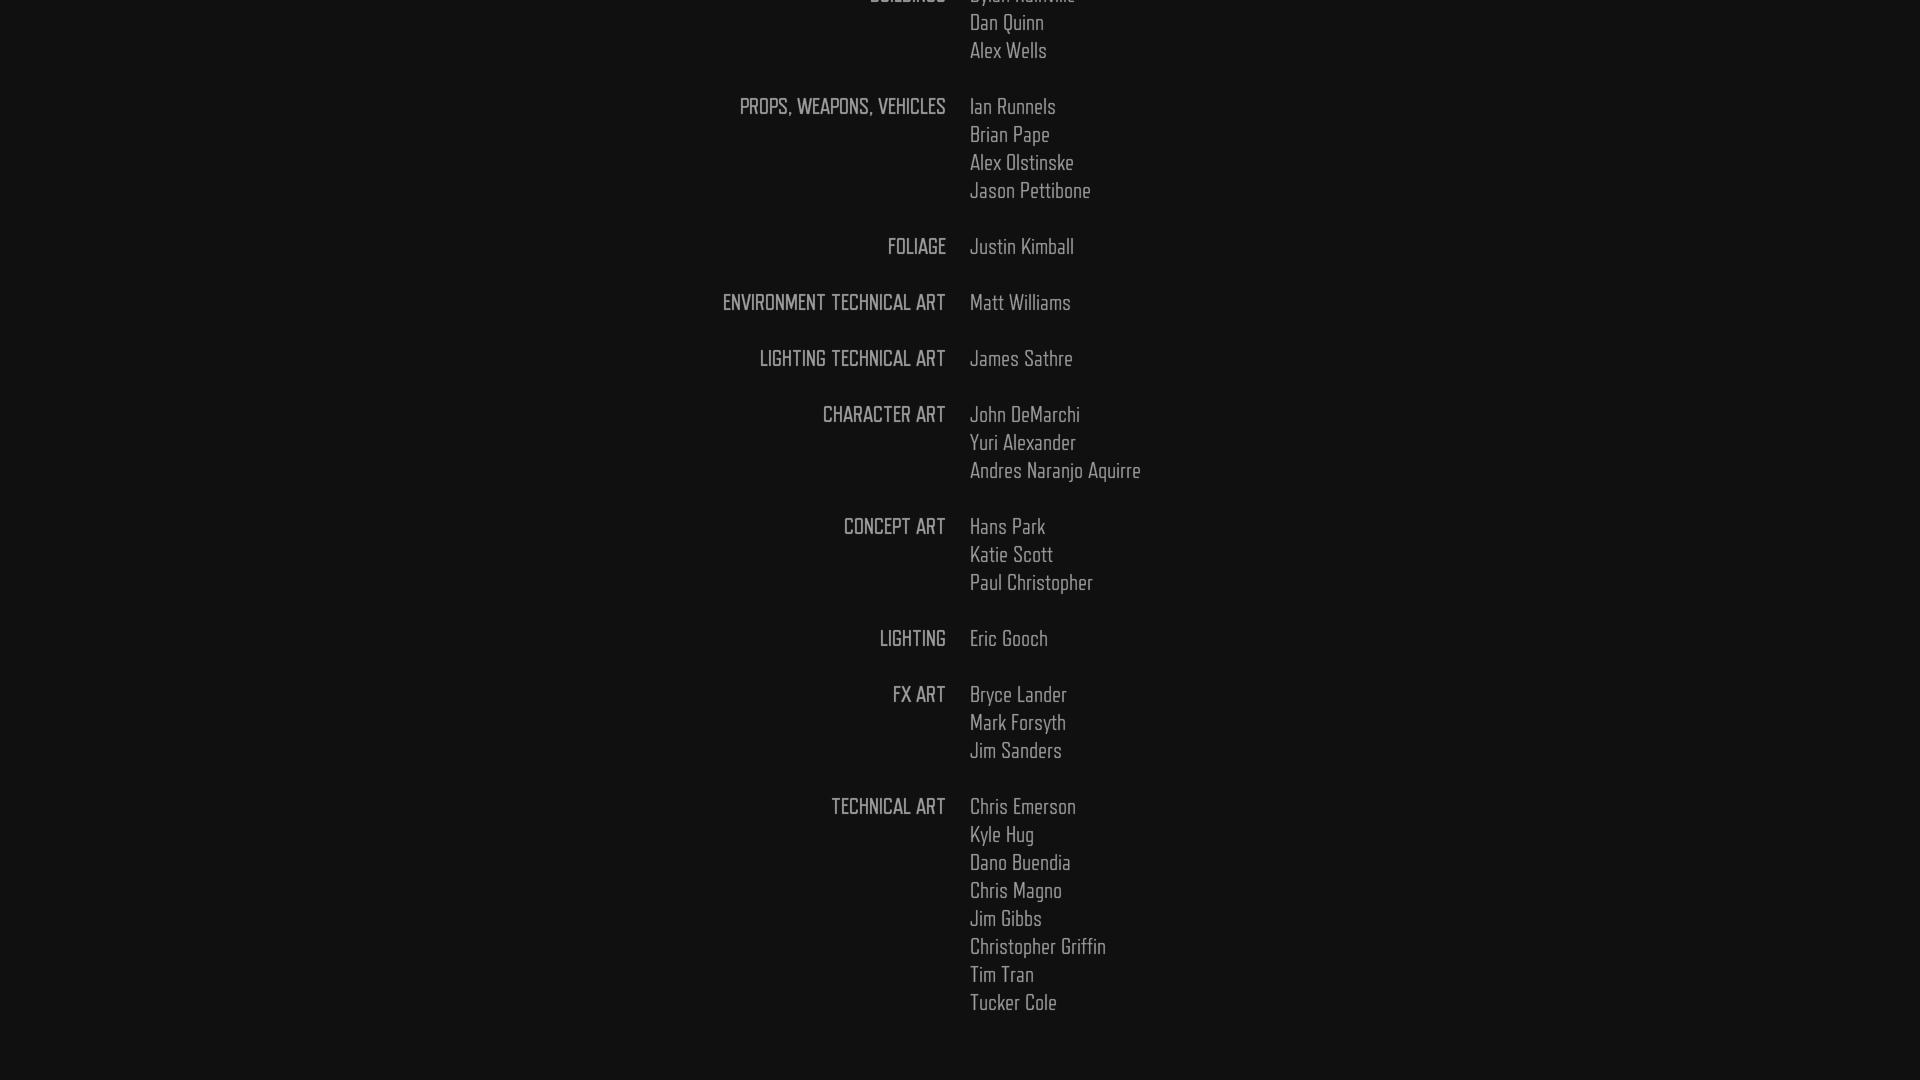 Dan Quinn
Alex Wells
PROPS, WEAPONS, VEHICLES Ian Runnels
Brian Pape
Alex Olstinske
Jason Pettibone
FOLIAGE Justin Kimball
ENVIRONMENT TECHNICAL ART Matt Williams
LIGHTING TECHNICAL ART James Sathre
CHARACTER ART John DeMarchi
Yuri Alexander
Andres Naranjo Aquirre
CONCEPT ART Hans Park
Katie Scott
Paul Christopher
LIGHTING Eric Gooch
FX ART Bryce Lander
Mark Forsyth
Jim Sanders
TECHNICAL ART Chris Emerson
Kyle Hug
Dano Buendia
Chris Magno
Jim Gibbs
Christopher Griffin
Tim Tran
Tucker Cole